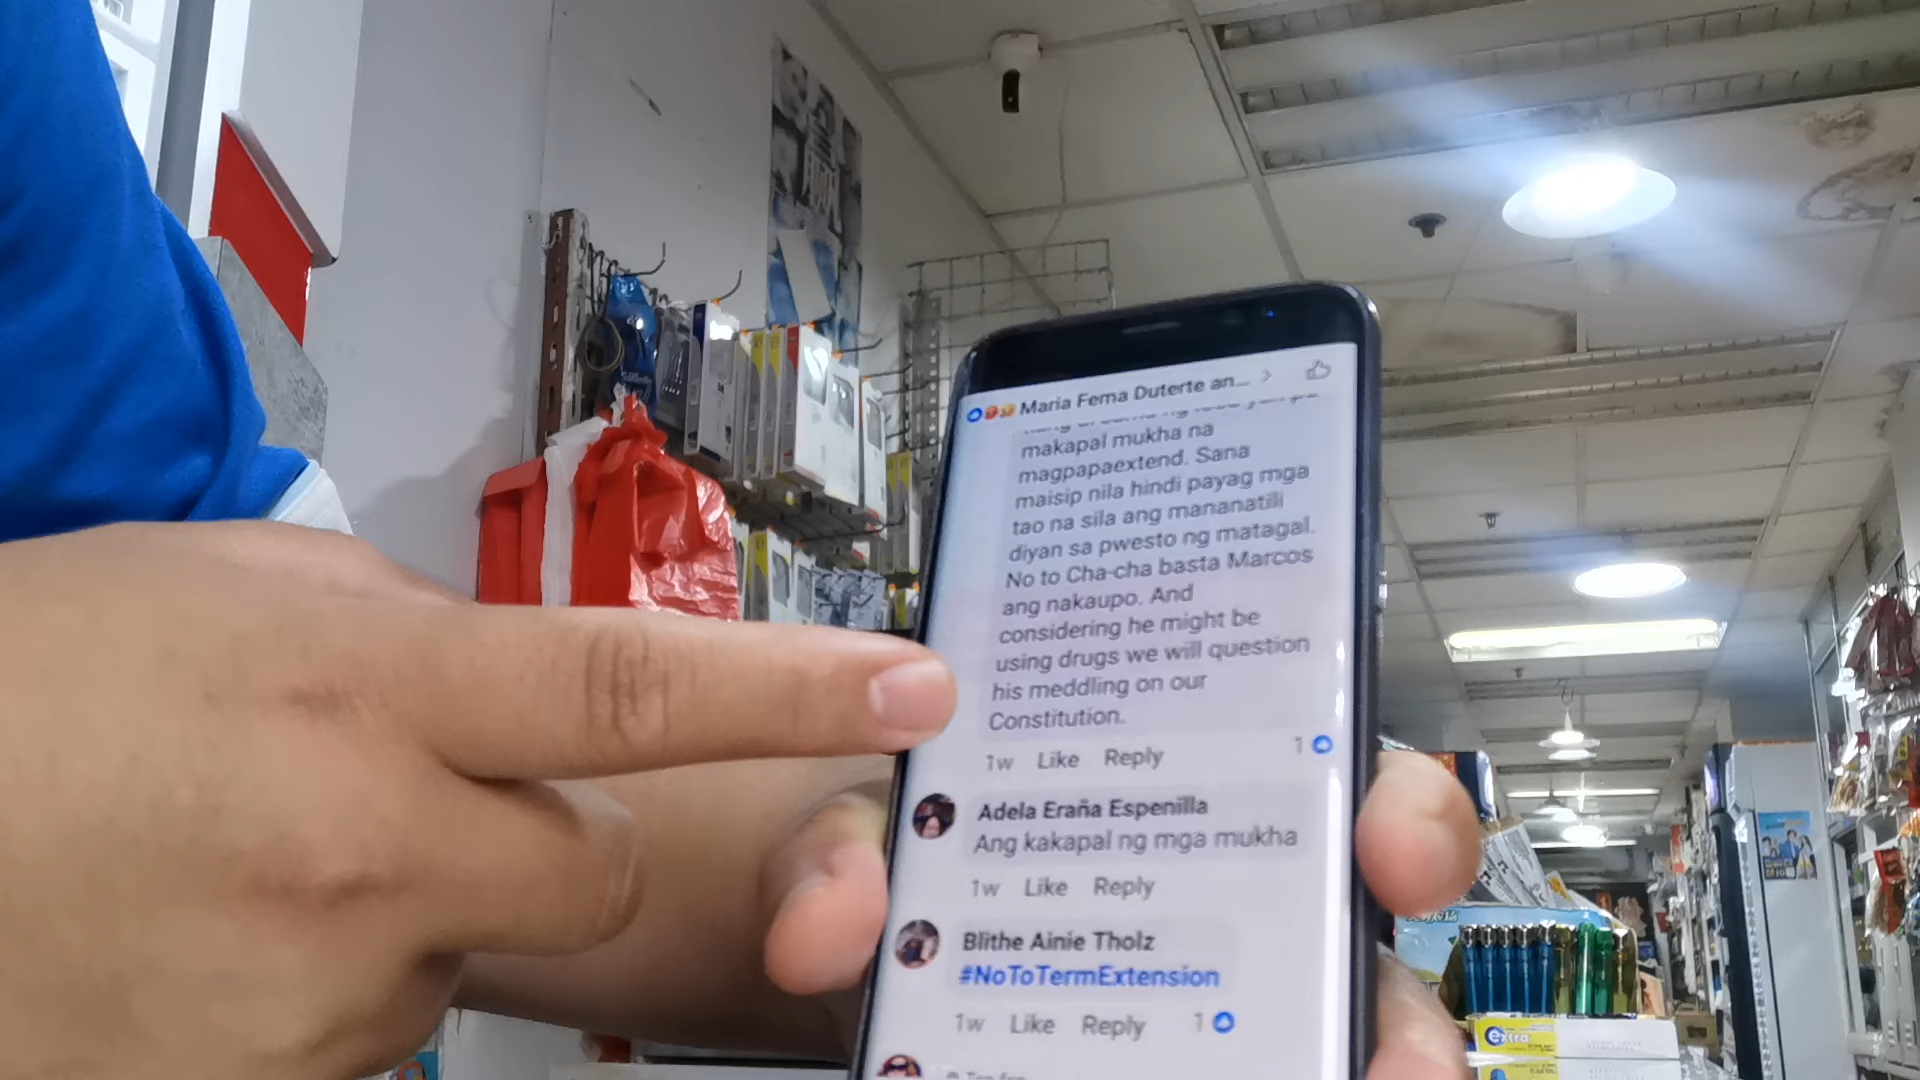 Maria Fema Duterte an...
makapal mukha na
magpapaextend. Sana
maisip nila hindi payag mga
tao na sila ang mananatili
diyan sa pwesto ng matagal.
No to Cha-cha basta Marcos
ang nakaupo. And
considering he might be
using drugs we will question
his meddling on our
Constitution.
1w Like Reply 1
Adela Eraña Espenilla
Ang kakapal ng mga mukha
1w Like Reply
Blithe Ainie Tholz
#NoToTermExtension
1w Like Reply 1
Gillette
extra